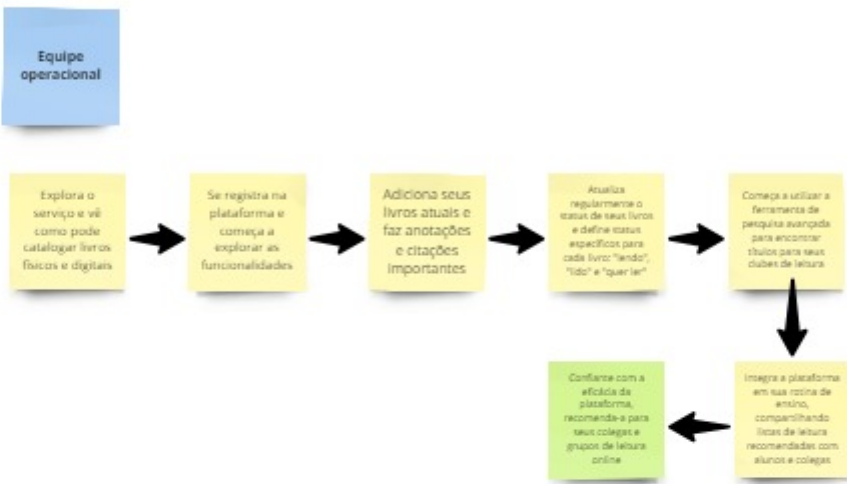 Equipe
operacional
Explora o
serviço e vê
como pode
catalogar livros
físicos e digitais
Se registra na
plataforma e
começa a
explorar as
funcionalidades
Adiciona seus
livros atuais e
faz anotações
e citações
importantes
Atualiza
regularmente o
status de seus livros
e define status
específicos para
cada livro: "lendo",
"lido" e "quer ler"
Começa a utilizar a
ferramenta de
pesquisa avançada
para encontrar
títulos para seus
clubes de leitura
Integra a plataforma
em sua rotina de
ensino,
compartilhando
listas de leitura
recomendadas com
alunos e colegas
Confiante com a
eficácia da
plataforma,
recomenda-a para
seus colegas e
grupos de leitura
online